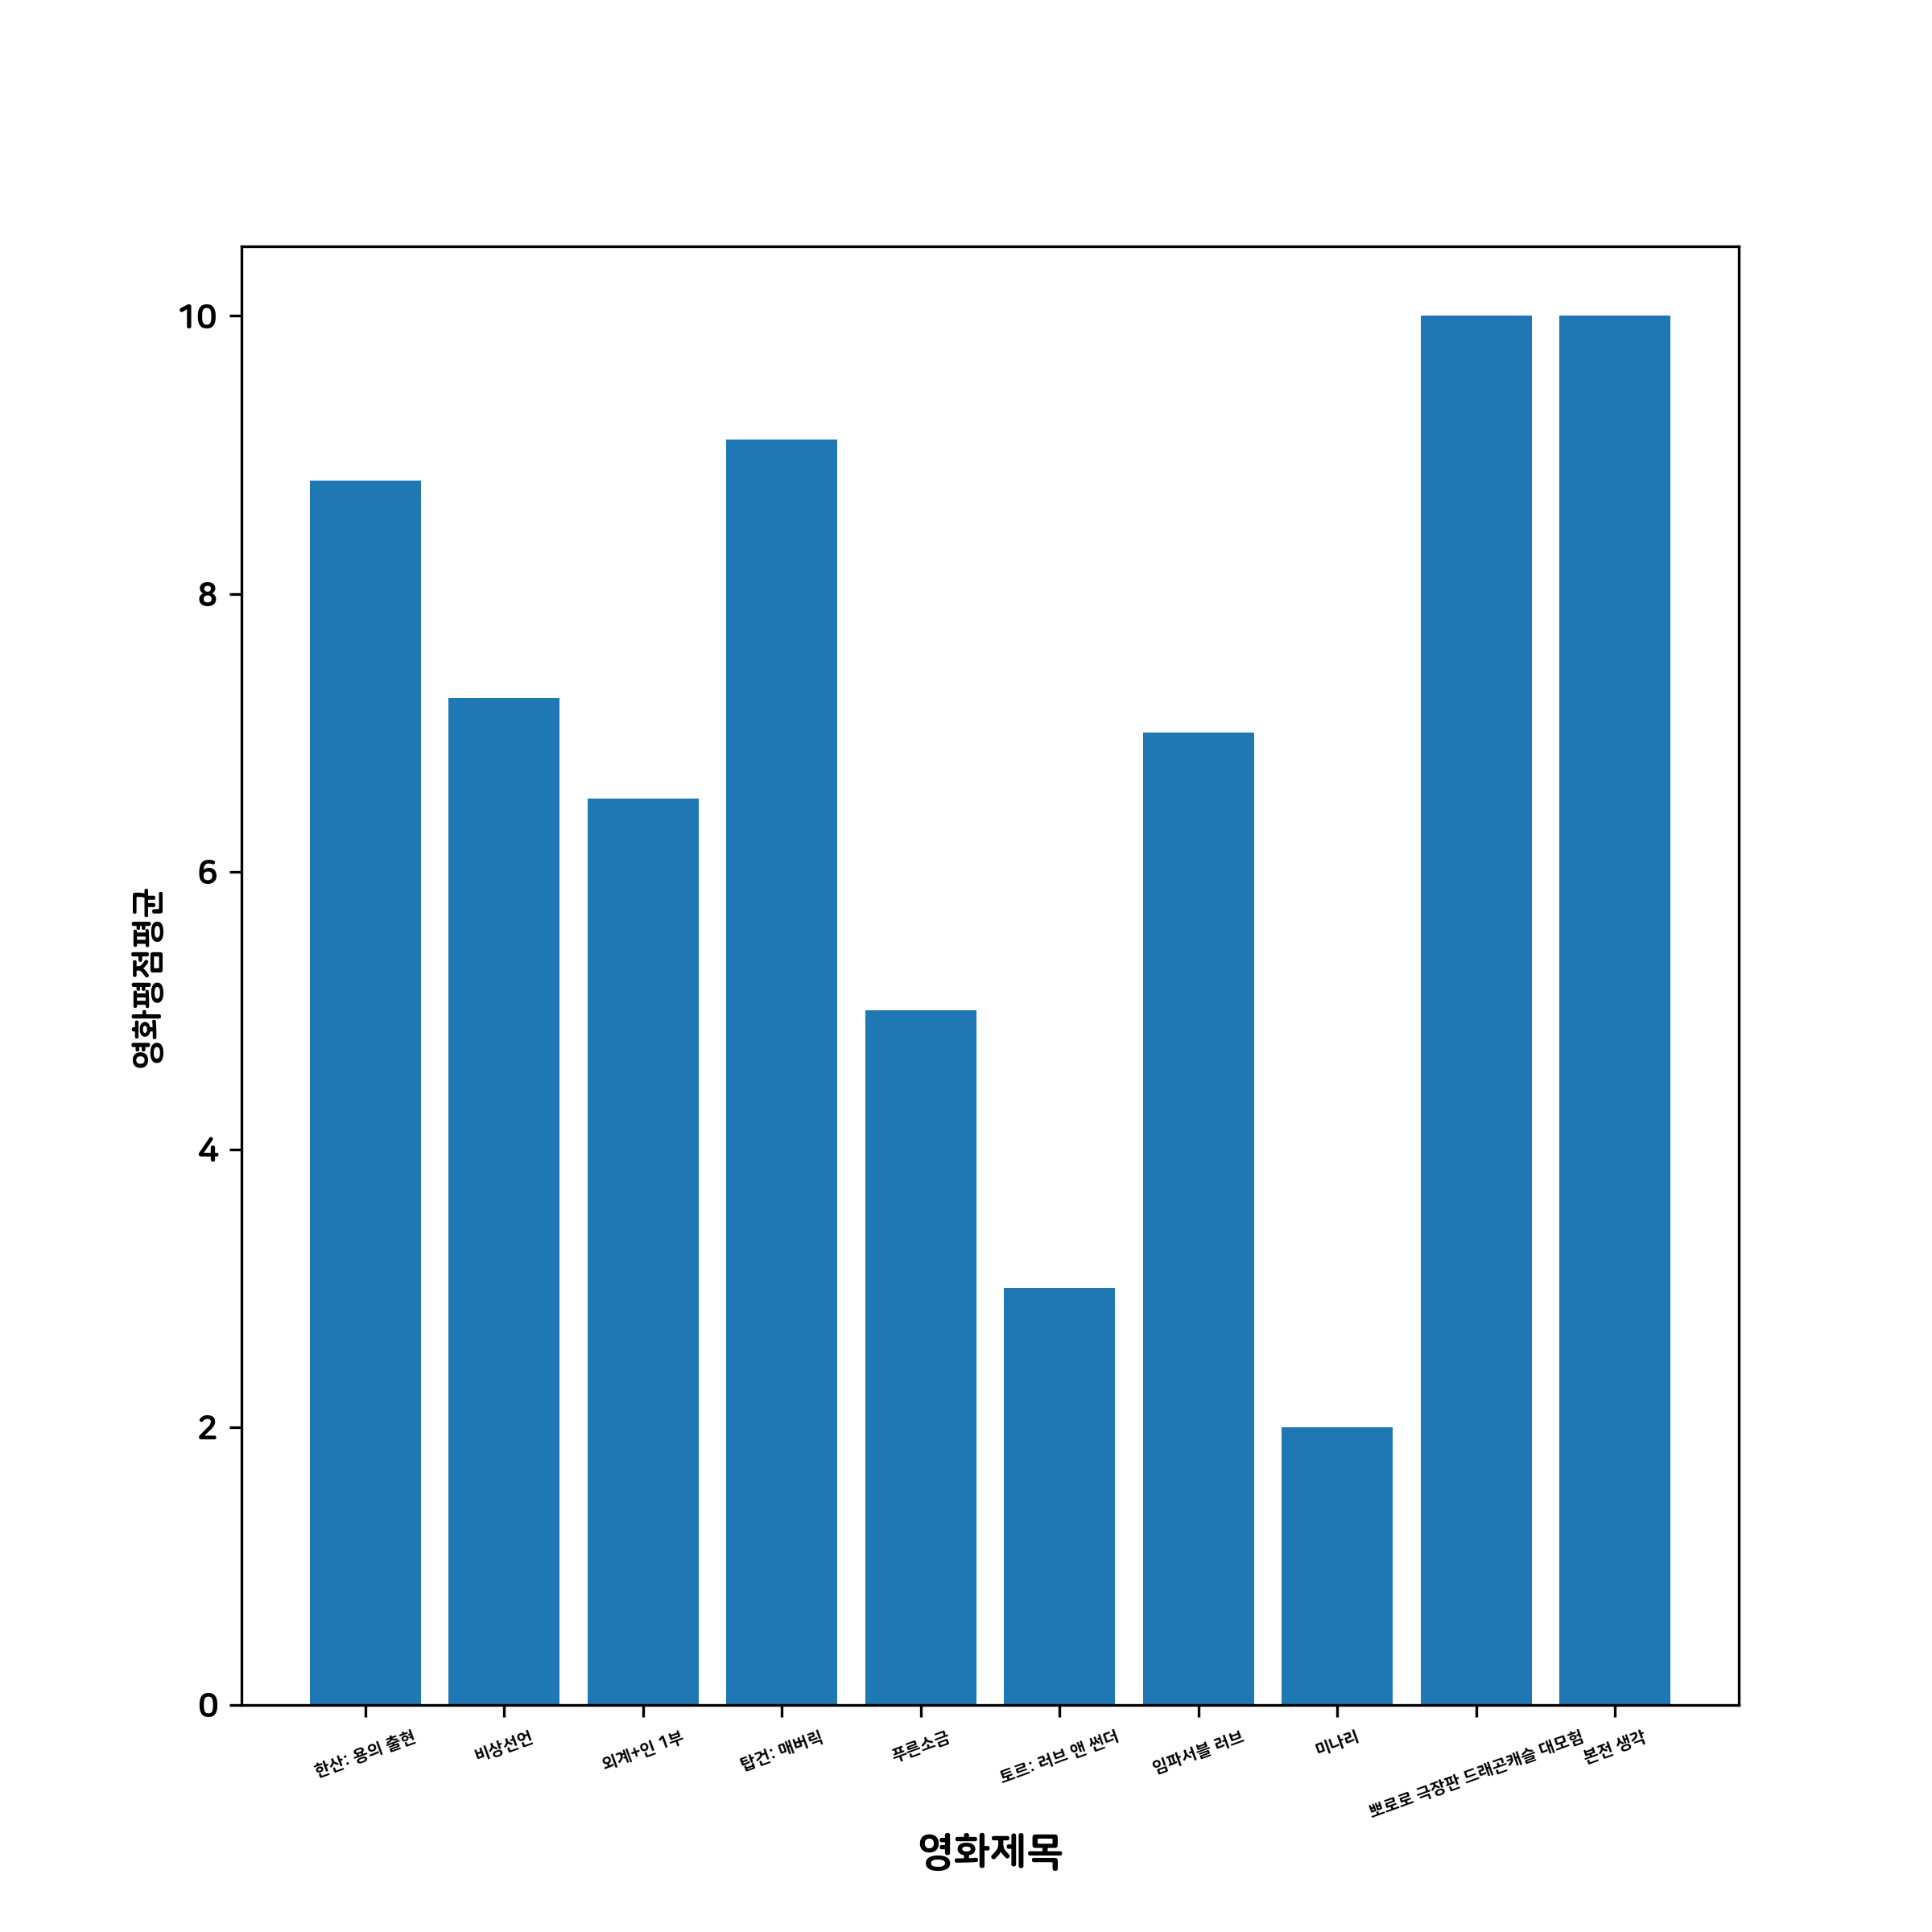 10
8
6
4
2
0
영화평점평균
한산: 용의 출현
비상선언
외계+인 1부
탑건: 매버릭
푸른소금
토르: 러브 앤 썬더
임파서블 러브
미나리
뽀로로 극장판 드래곤캐슬 대모험
본전 생각
영화제목